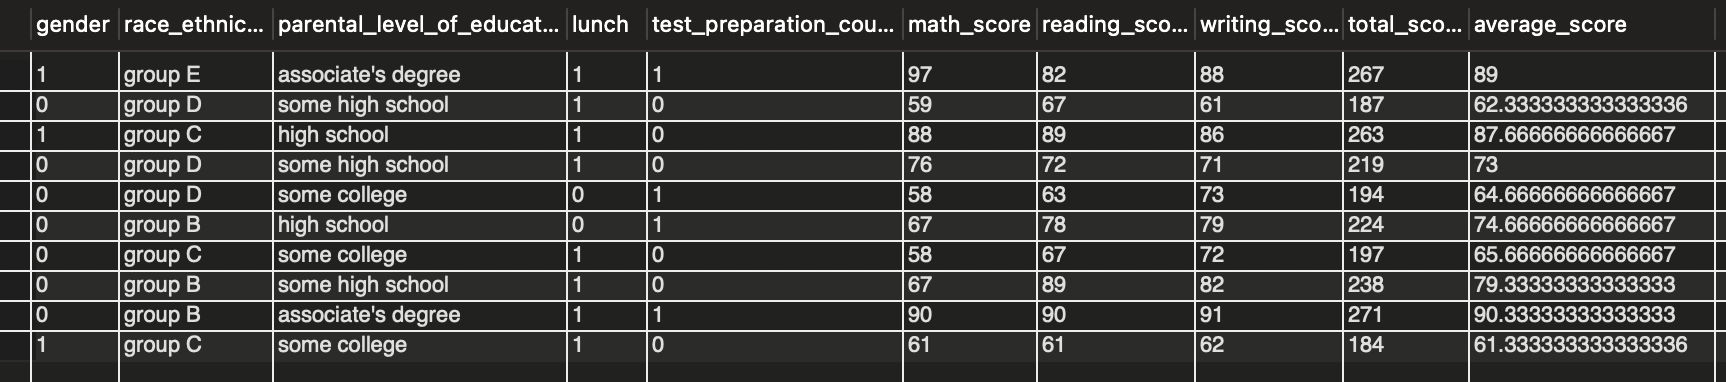 gender race_ethnic... parental_level_of_educat... lunch test_preparation_cou... math_score reading_sco... writing_sco... total_sco... average_score
1 group E associate's degree 1 1 97 82 88 267 89
0 group D some high school 1 0 59 67 61 187 62.333333333333336
1 group C high school 1 0 88 89 86 263 87.66666666666667
0 group D some high school 1 0 76 72 71 219 73
0 group D some college 0 1 58 63 73 194 64.66666666666667
0 group B high school 0 1 67 78 79 224 74.66666666666667
0 group C some college 1 0 58 67 72 197 65.66666666666667
0 group B some high school 1 0 67 89 82 238 79.33333333333333
0 group B associate's degree 1 1 90 90 91 271 90.33333333333333
1 group C some college 1 0 61 61 62 184 61.333333333333336